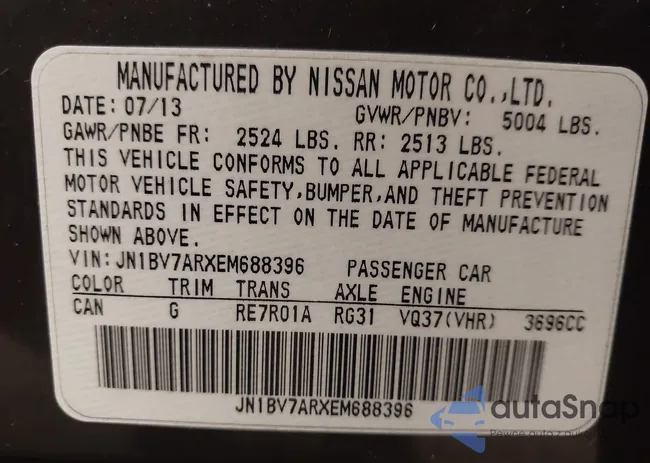 MANUFACTURED BY NISSAN MOTOR CO.,LTD.
DATE: 07/13 GVWR/PNBV: 5004 LBS.
GAWR/PNBE FR: 2524 LBS. RR: 2513 LBS.
THIS VEHICLE CONFORMS TO ALL APPLICABLE FEDERAL
MOTOR VEHICLE SAFETY,BUMPER,AND THEFT PREVENTION
STANDARDS IN EFFECT ON THE DATE OF MANUFACTURE
SHOWN ABOVE.
VIN:JN1BV7ARXEM688396 PASSENGER CAR
COLOR TRIM TRANS AXLE ENGINE
CAN G RE7R01A RG31 VQ37(VHR) 3696CC
JN1BV7ARXEM688396
autaSnap
Pewne auta z